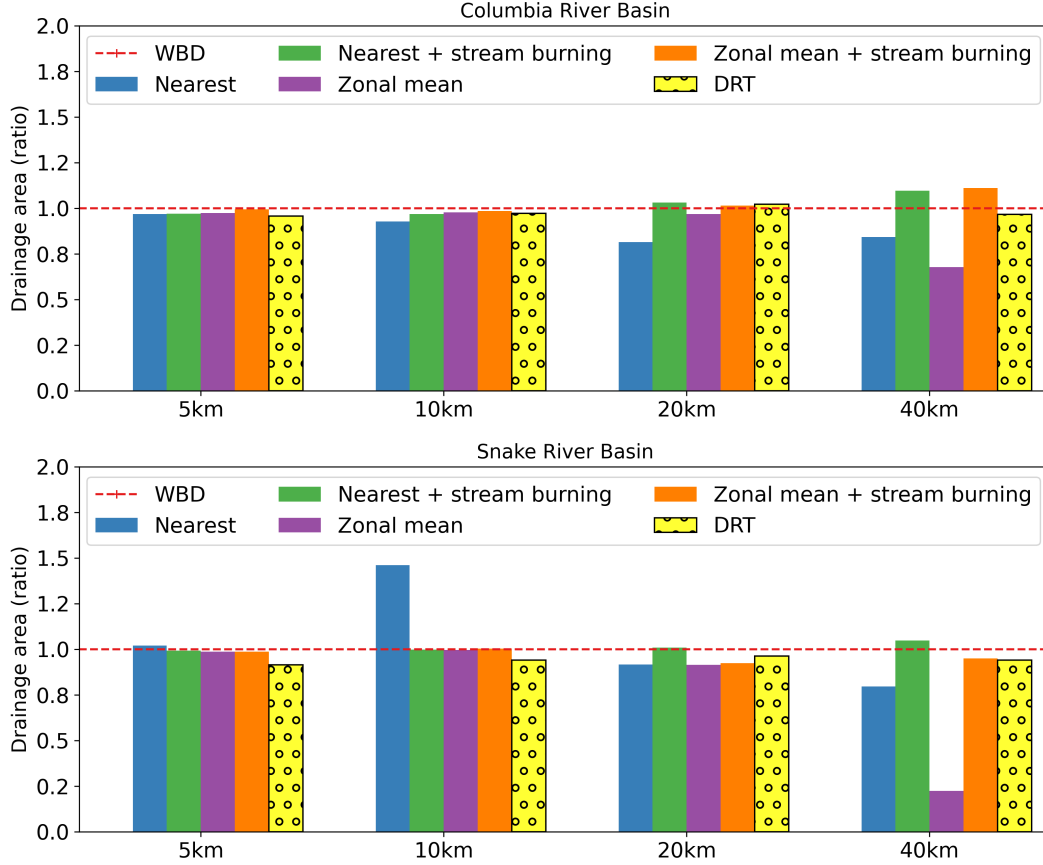 Columbia River Basin
2.0
WBD
Nearest + stream burning
Zonal mean + stream burning
1.8
Nearest
Zonal mean
DRT
1.5
1.2
1.0
0.8
0.5
0.2
0.0
Drainage area (ratio)
5km
10km
20km
40km
Snake River Basin
2.0
WBD
Nearest + stream burning
Zonal mean + stream burning
1.8
Nearest
Zonal mean
DRT
1.5
1.2
1.0
0.8
0.5
0.2
0.0
Drainage area (ratio)
5km
10km
20km
40km